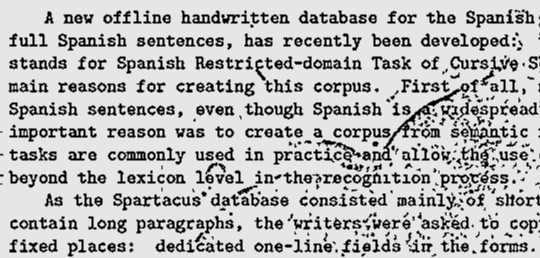 A new offline handwritten database for the Spanish
full Spanish sentences, has recently been developed:
stands for Spanish Restricted-domain Task of Cursive
main reasons for creating this corpus. First of all,
Spanish sentences, even though Spanish is a widespread
important reason was to create a corpus from semantic
tasks are commonly used in practice and allow the use
beyond the lexicon level in the recognition process.
As the Spartacus database consisted mainly of short
contain long paragraphs, the writers were asked to copy
fixed places: dedicated one-line fields in the forms.